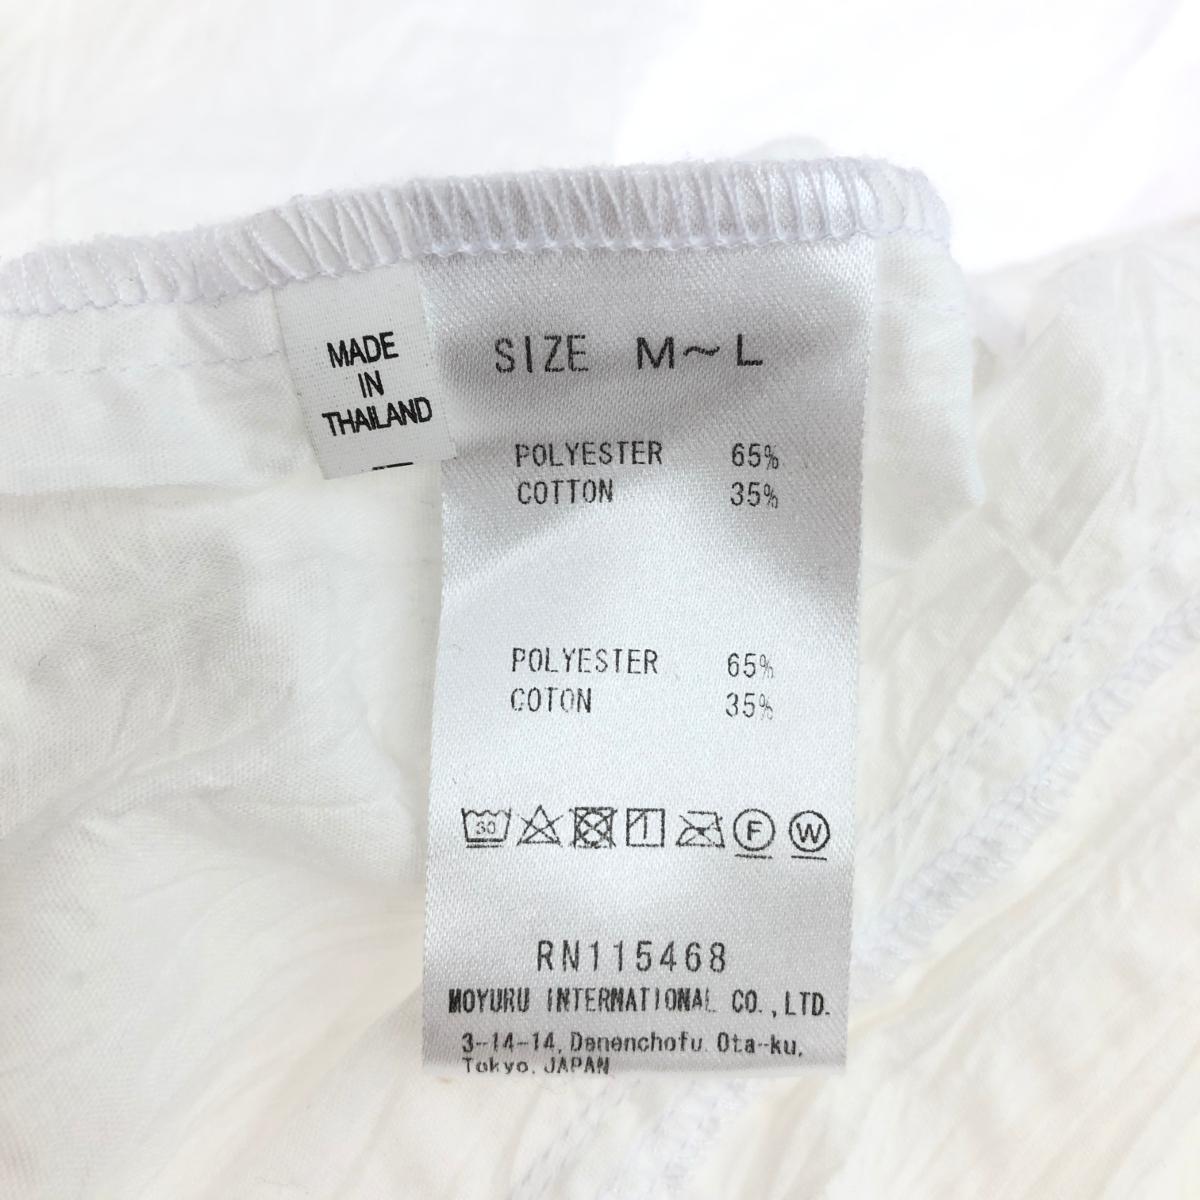 MADE
IN
THAILAND
SIZE M~L
POLYESTER 65%
COTTON 35%
POLYESTER 65%
COTON 35%
30
F W
RN115468
MOYURU INTERNATIONAL CO.,LTD.
3-14-14, Denenchofu. Ota-ku,
Tokyo, JAPAN